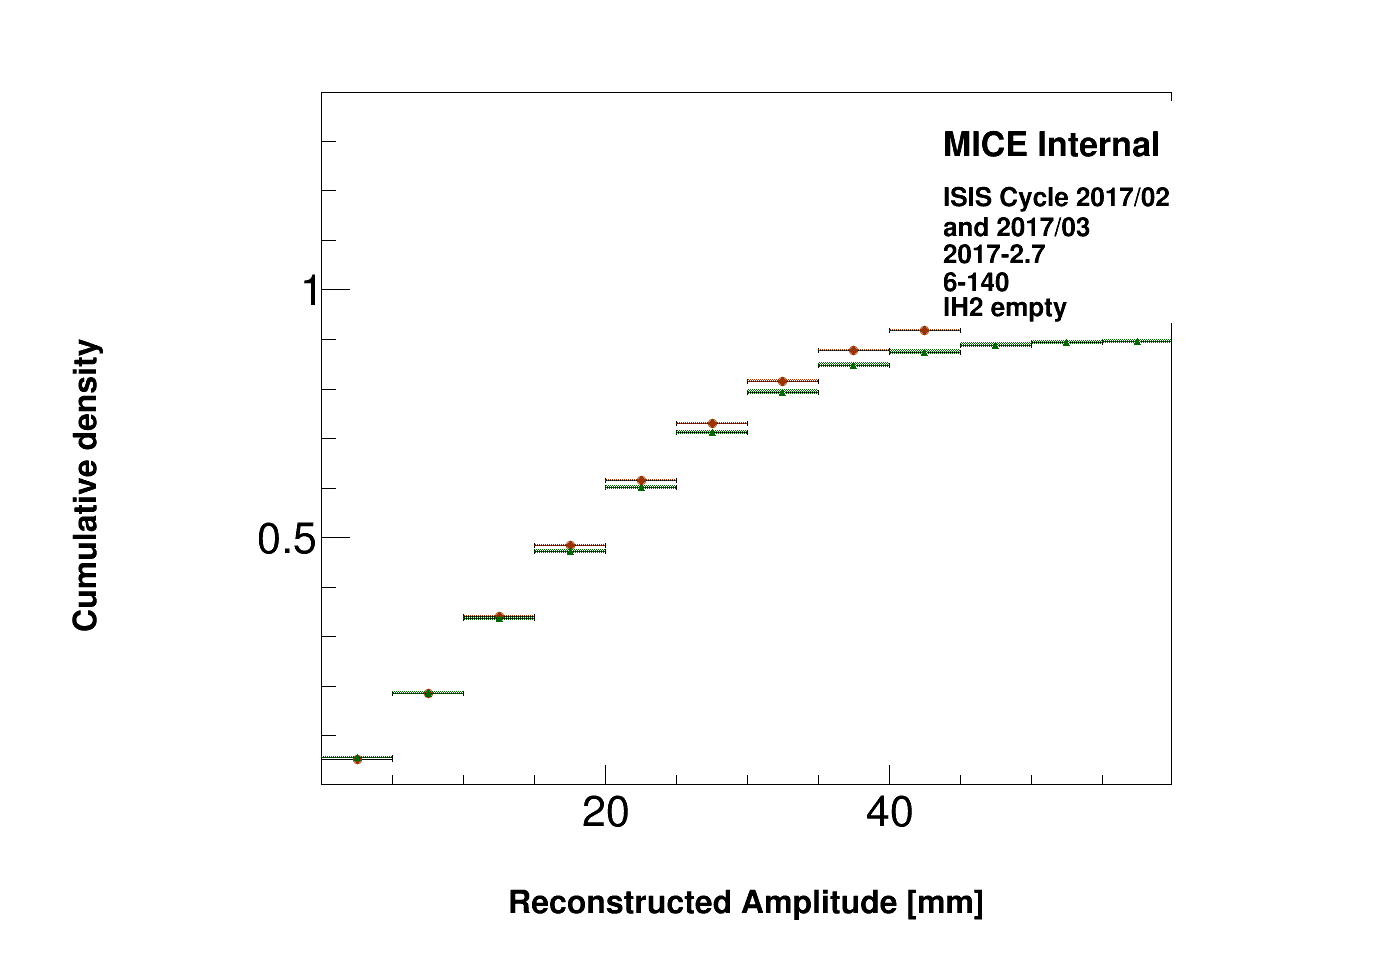 MICE Internal
ISIS Cycle 2017/02
and 2017/03
2017-2.7
6-140
lH2 empty
1
0.5
Cumulative density
20
40
Reconstructed Amplitude [mm]